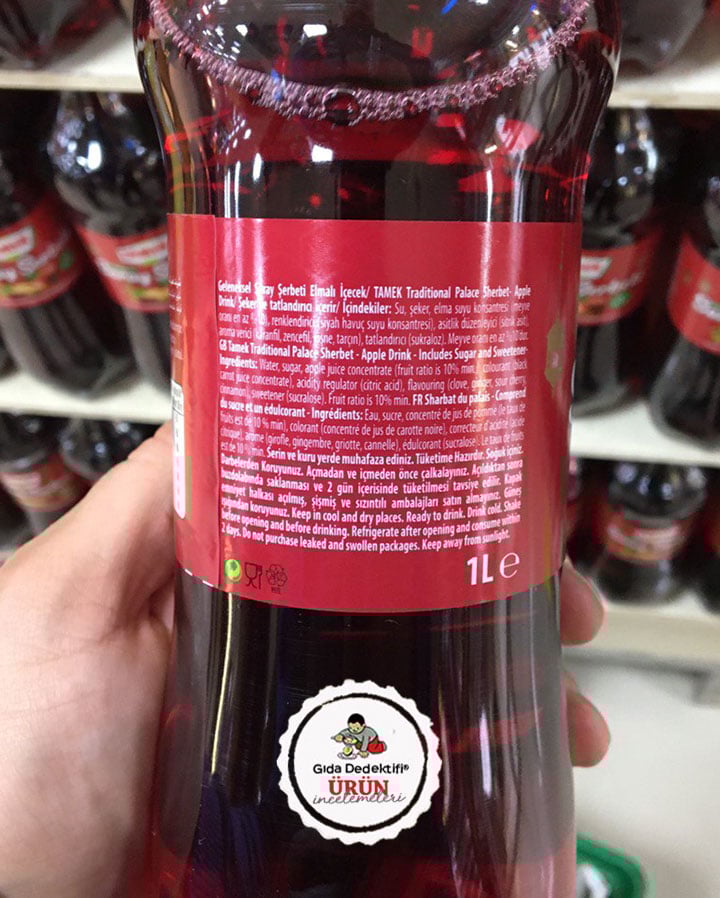 Geleneksel Saray Şerbeti Elmalı İçecek/ TAMEK Traditional Palace Sherbet- Apple
Drink/ Şeker ve tatlandırıcı içerir/ İçindekiler: Su, şeker, elma suyu konsantresi (meyve
oranı en az %10), renklendirici (siyah havuç suyu konsantresi), asitlik düzenleyici (sitrik asit),
aroma verici (karanfil, zencefil, vişne, tarçın), tatlandırıcı (sukraloz). Meyve oranı en az %10'dur.
GB Tamek Traditional Palace Sherbet - Apple Drink - Includes Sugar and Sweetener-
Ingredients: Water, sugar, apple juice concentrate (fruit ratio is 10% min.), colourant (black
carrot juice concentrate), acidity regulator (citric acid), flavouring (clove, ginger, sour cherry,
cinnamon), sweetener (sucralose). Fruit ratio is 10% min. FR Sharbat du palais - Comprend
du sucre et un édulcorant - Ingrédients: Eau, sucre, concentré de jus de pomme (le taux de
fruits est de 10 % min), colorant (concentré de jus de carotte noire), correcteur d'acidité (acide
citrique), arôme (girofle, gingembre, griotte, cannelle), édulcorant (sucralose). Le taux de fruits
est de 10 % min. Serin ve kuru yerde muhafaza ediniz. Tüketime Hazırdır. Soğuk içiniz.
Darbelerden Koruyunuz. Açmadan ve içmeden önce çalkalayınız. Açıldıktan sonra
buzdolabında saklanması ve 2 gün içerisinde tüketilmesi tavsiye edilir. Kapak
emniyet halkası açılmış, şişmiş ve sızıntılı ambalajları satın almayınız. Güneş
ışığından koruyunuz. Keep in cool and dry places. Ready to drink. Drink cold. Shake
before opening and before drinking. Refrigerate after opening and consume within
2 days. Do not purchase leaked and swollen packages. Keep away from sunlight.
1L e
Gıda Dedektifi®
ÜRÜN
incelemeleri